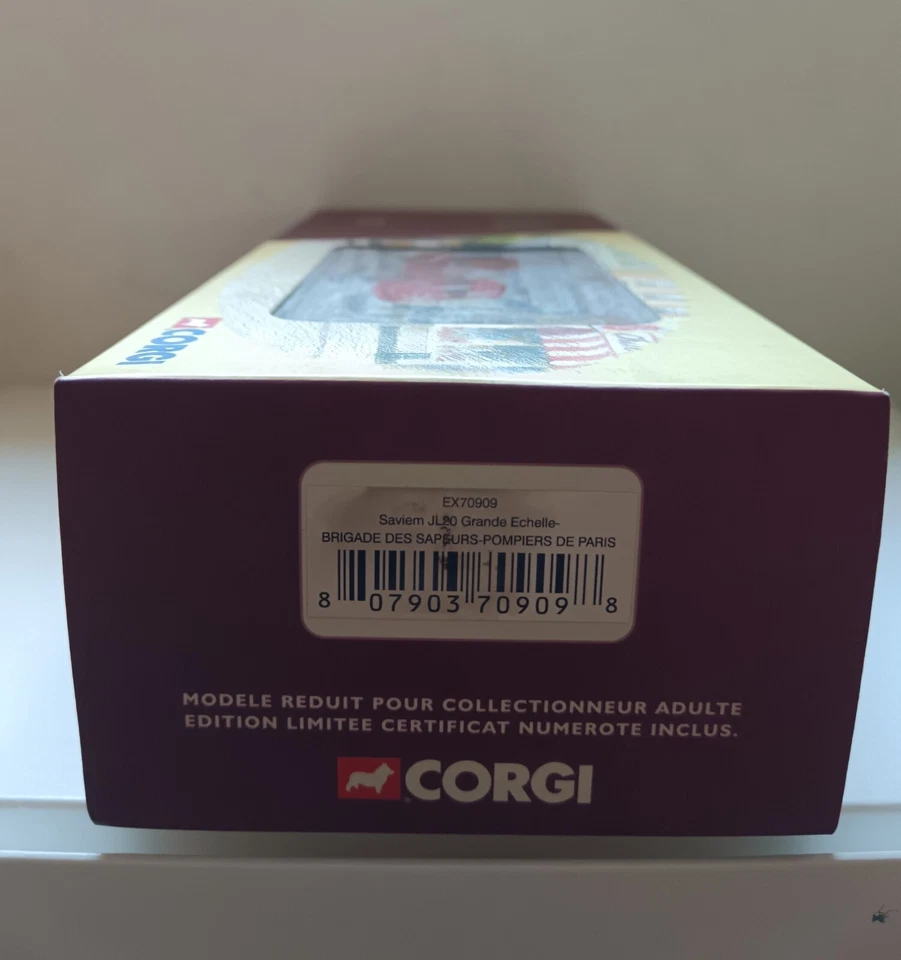 CORGI
EX70909
Saviem JL20 Grande Echelle-
BRIGADE DES SAPEURS-POMPIERS DE PARIS
8 07903 70909 8
MODELE REDUIT POUR COLLECTIONNEUR ADULTE
EDITION LIMITEE CERTIFICAT NUMEROTE INCLUS.
CORGI